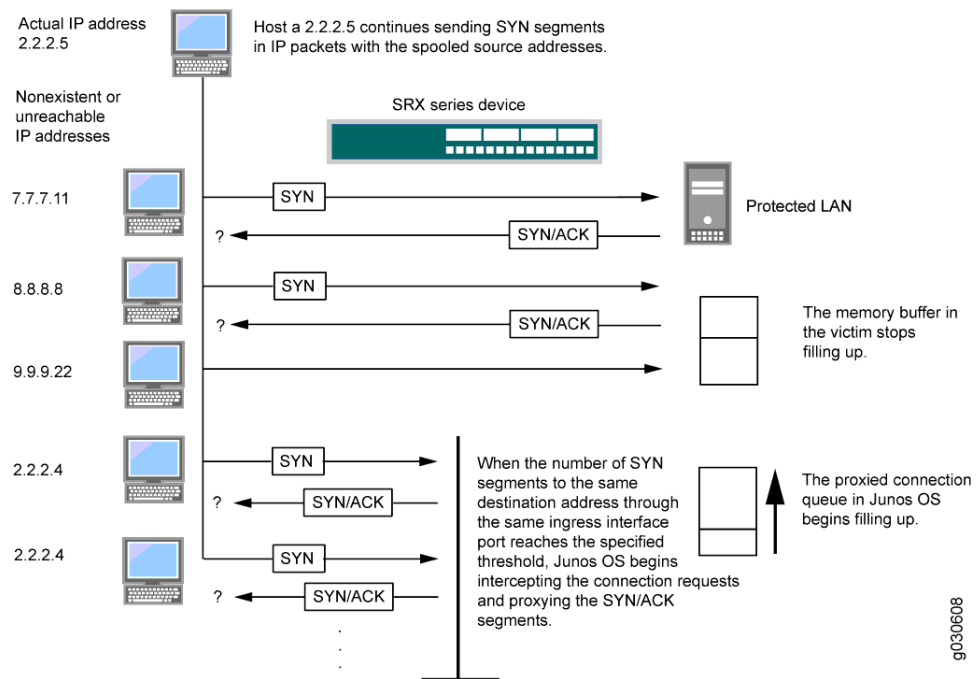 Actual IP address
2.2.2.5
Host a 2.2.2.5 continues sending SYN segments
in IP packets with the spooled source addresses.
Nonexistent or
unreachable
IP addresses
SRX series device
7.7.7.11
SYN
Protected LAN
? SYN/ACK
8.8.8.8
SYN
? SYN/ACK
The memory buffer in
the victim stops
filling up.
9.9.9.22
2.2.2.4
SYN
? SYN/ACK
When the number of SYN
segments to the same
destination address through
the same ingress interface
port reaches the specified
threshold, Junos OS begins
intercepting the connection requests
and proxying the SYN/ACK
segments.
The proxied connection
queue in Junos OS
begins filling up.
2.2.2.4
SYN
? SYN/ACK
g030608